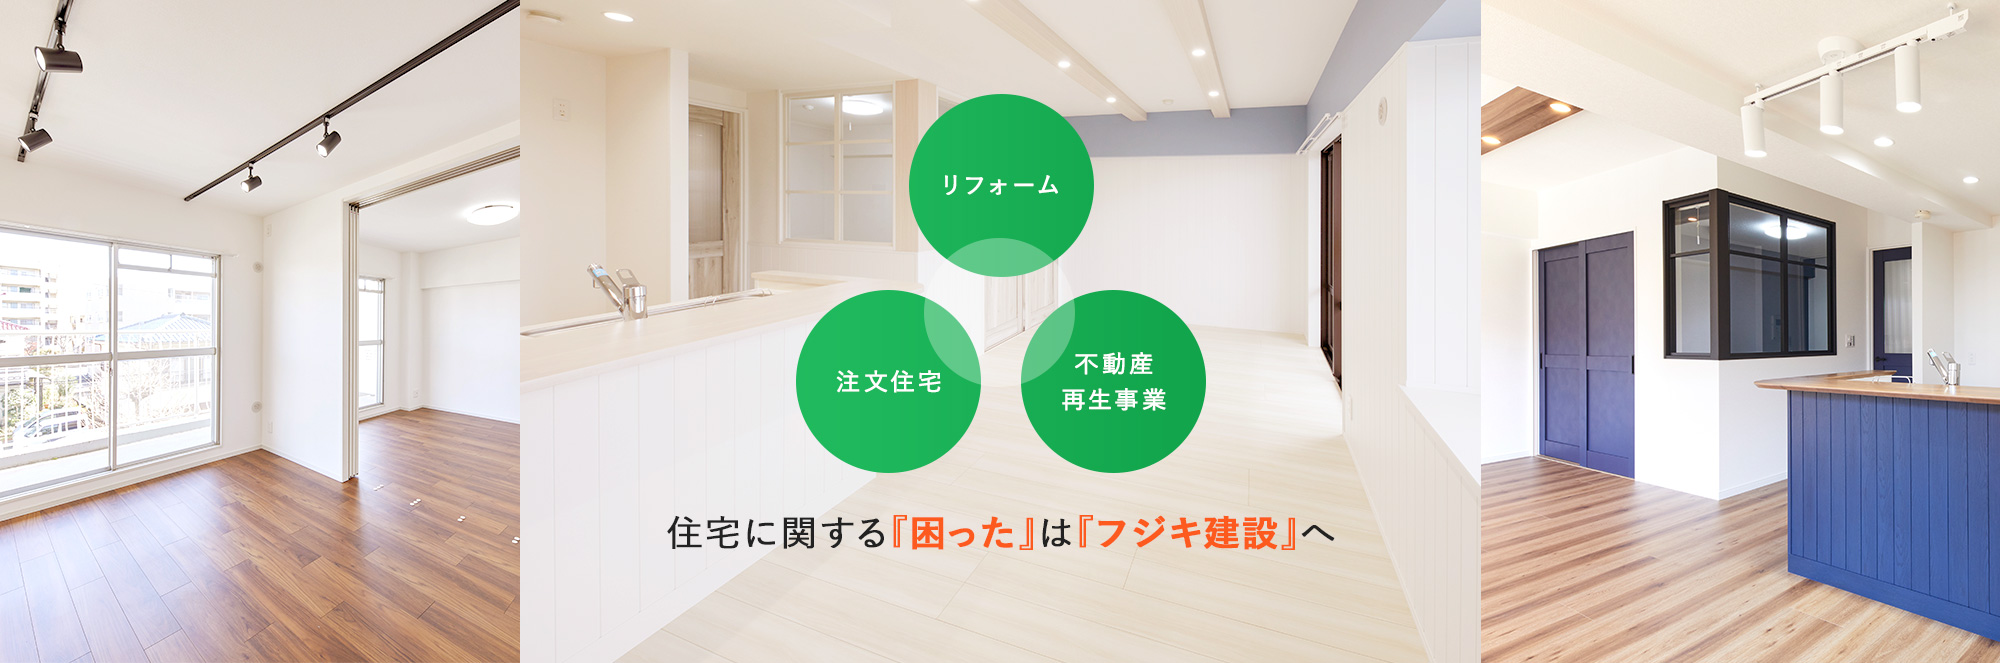 リフォーム
注文住宅
不動産
再生事業
住宅に関する『困った』は『フジキ建設』へ